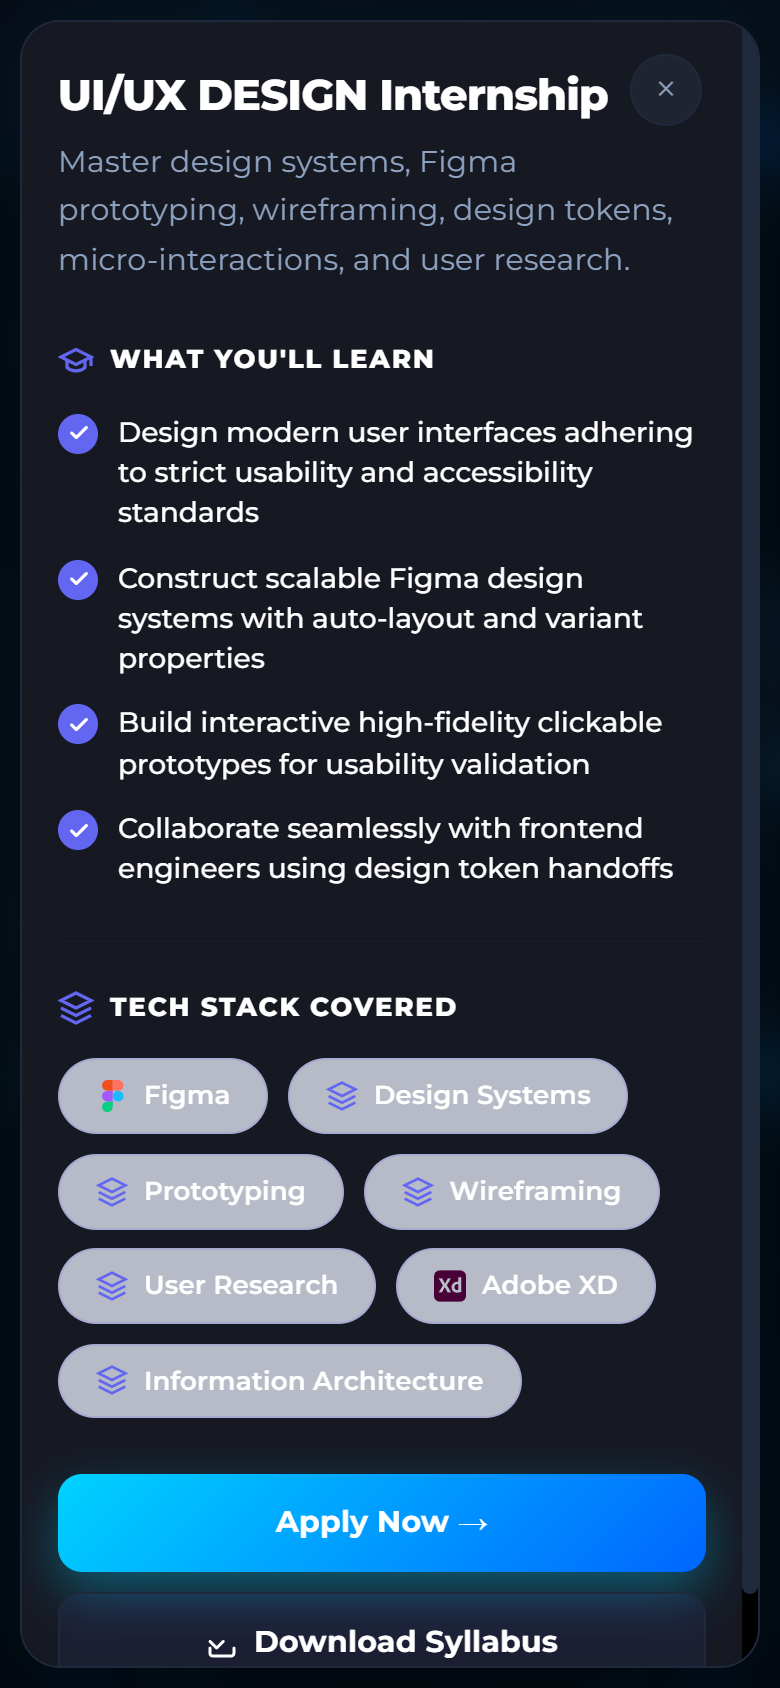 UI/UX DESIGN Internship
×
Master design systems, Figma
prototyping, wireframing, design tokens,
micro-interactions, and user research.
WHAT YOU'LL LEARN
Design modern user interfaces adhering
to strict usability and accessibility
standards
Construct scalable Figma design
systems with auto-layout and variant
properties
Build interactive high-fidelity clickable
prototypes for usability validation
Collaborate seamlessly with frontend
engineers using design token handoffs
TECH STACK COVERED
Figma
Design Systems
Prototyping
Wireframing
User Research
Xd Adobe XD
Information Architecture
Apply Now →
Download Syllabus